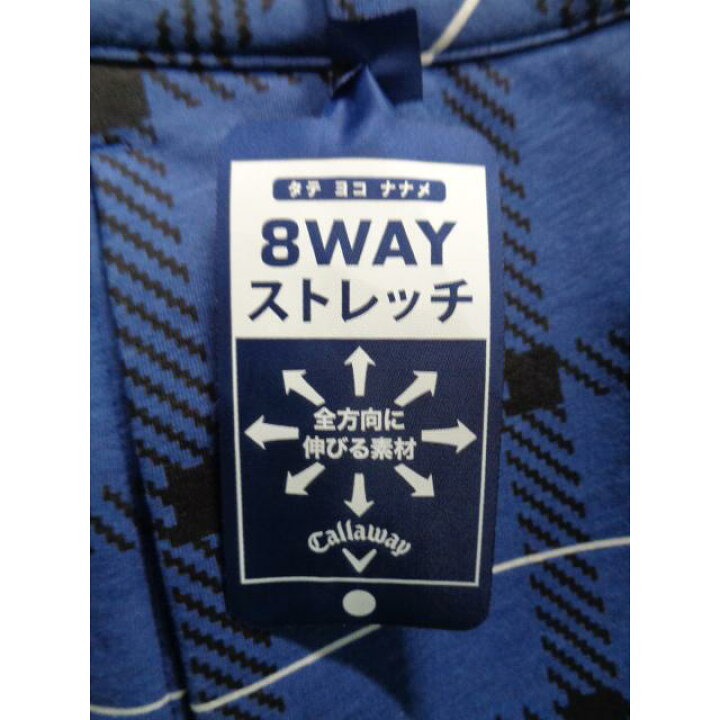 タテ ヨコ ナナメ
8WAY
ストレッチ
全方向に
伸びる素材
Callaway